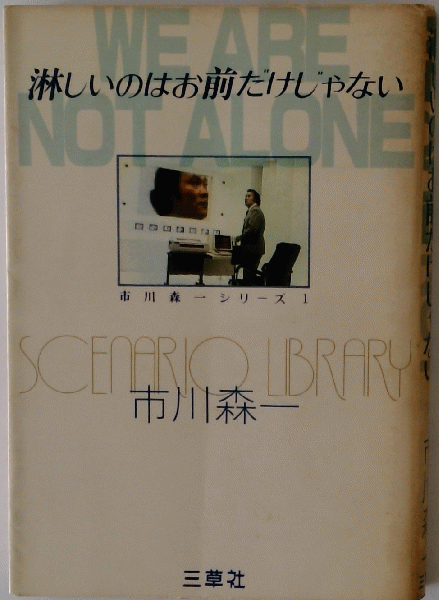 WE ARE
淋しいのはお前だけじゃない
NOT ALONE
市川森一シリーズ1
SCENARIO LIBRARY
市川森一
三草社